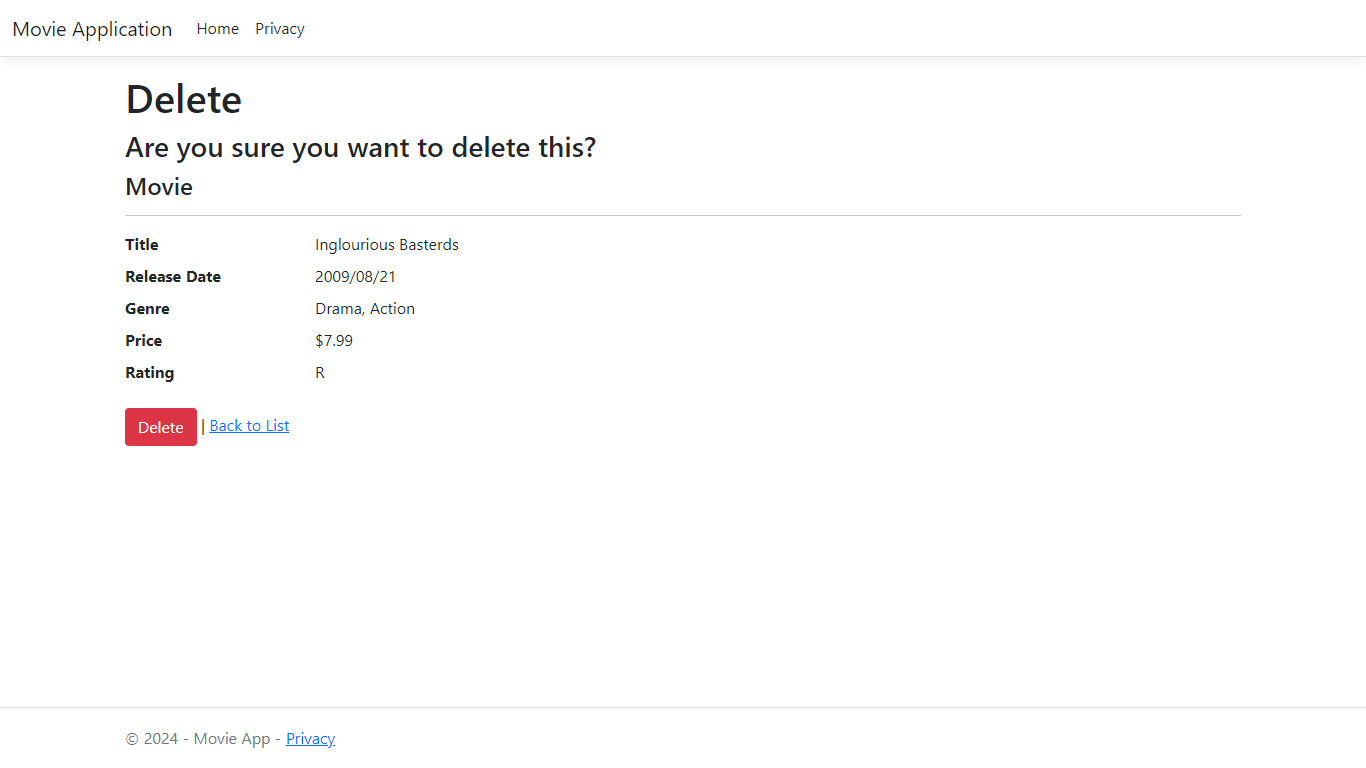 Movie Application Home Privacy
Delete
Are you sure you want to delete this?
Movie
Title Inglourious Basterds
Release Date 2009/08/21
Genre Drama, Action
Price $7.99
Rating R
Delete | Back to List
© 2024 - Movie App - Privacy